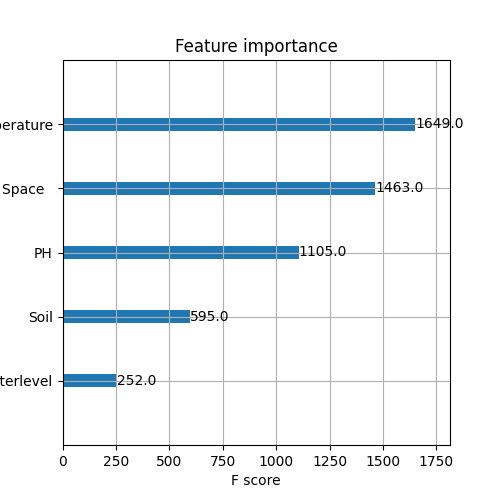 Feature importance
perature
1649.0
Space
1463.0
PH
1105.0
Soil
595.0
terlevel
252.0
0 250 500 750 1000 1250 1500 1750
F score